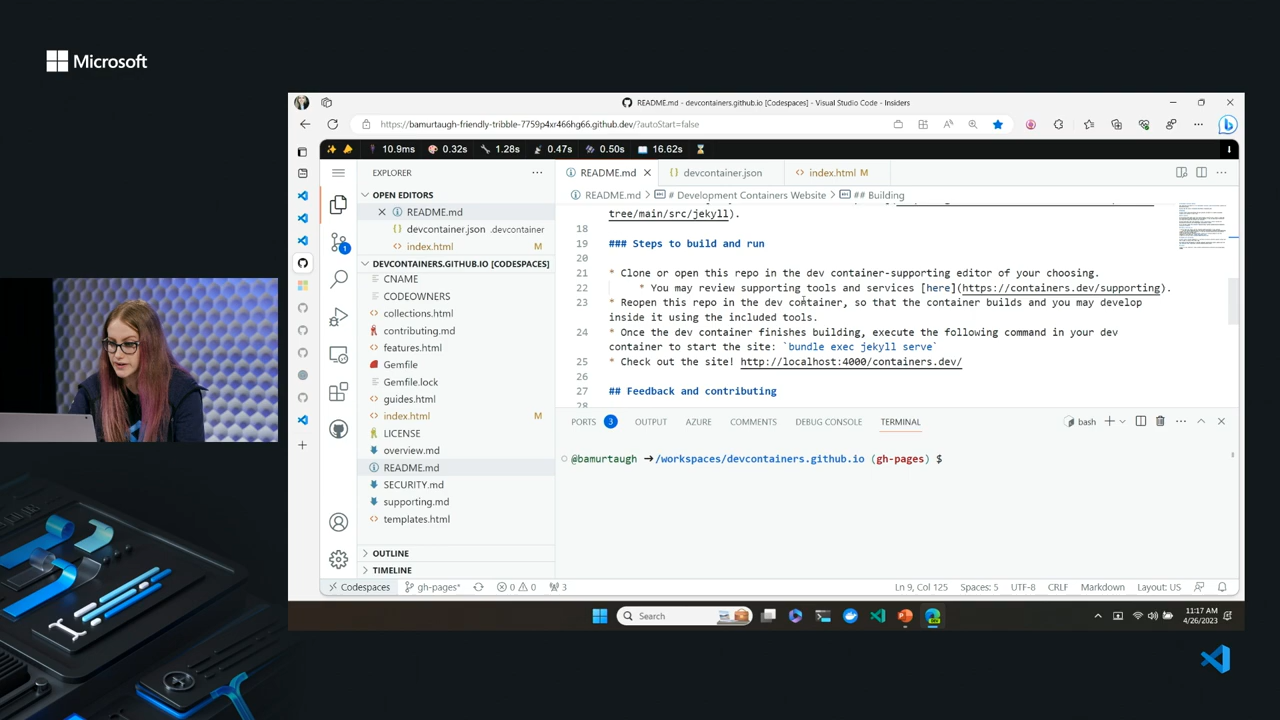 Microsoft
README.md - devcontainers.github.io [Codespaces] - Visual Studio Code - Insiders
https://bamurtaugh-friendly-tribble-7759p4xr466hg66.github.dev/?autoStart=false
10.9ms 0.32s 1.28s 0.47s 0.50s 16.62s
EXPLORER
README.md
devcontainer.json
index.html M
OPEN EDITORS
README.md
devcontainer.json .devcontainer
index.html M
DEVCONTAINERS.GITHUB.IO [CODESPACES]
CNAME
CODEOWNERS
collections.html
contributing.md
features.html
Gemfile
Gemfile.lock
guides.html
index.html M
LICENSE
overview.md
README.md
SECURITY.md
supporting.md
templates.html
OUTLINE
TIMELINE
1
README.md > # Development Containers Website > ## Building
tree/main/src/jekyll).
18
19 ### Steps to build and run
20
21 * Clone or open this repo in the dev container-supporting editor of your choosing.
22 * You may review supporting tools and services [here](https://containers.dev/supporting).
23 * Reopen this repo in the dev container, so that the container builds and you may develop
inside it using the included tools.
24 * Once the dev container finishes building, execute the following command in your dev
container to start the site: `bundle exec jekyll serve`
25 * Check out the site! http://localhost:4000/containers.dev/
26
27 ## Feedback and contributing
28
PORTS 3 OUTPUT AZURE COMMENTS DEBUG CONSOLE TERMINAL
bash
@bamurtaugh ➜/workspaces/devcontainers.github.io (gh-pages) $
Codespaces gh-pages* 0 0 3
Ln 9, Col 125 Spaces: 5 UTF-8 CRLF Markdown Layout: US
Search
11:17 AM
4/26/2023